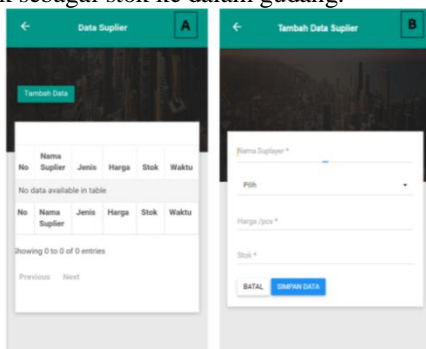 k sebagai stok ke dalam gudang.
Data Suplier
A
Tambah Data
No Nama Suplier Jenis Harga Stok Waktu
No data available in table
No Nama Suplier Jenis Harga Stok Waktu
Showing 0 to 0 of 0 entries
Previous Next
Tambah Data Suplier
B
Nama Suplayer *
Pilih
Harga /pcs *
Stok *
BATAL SIMPAN DATA